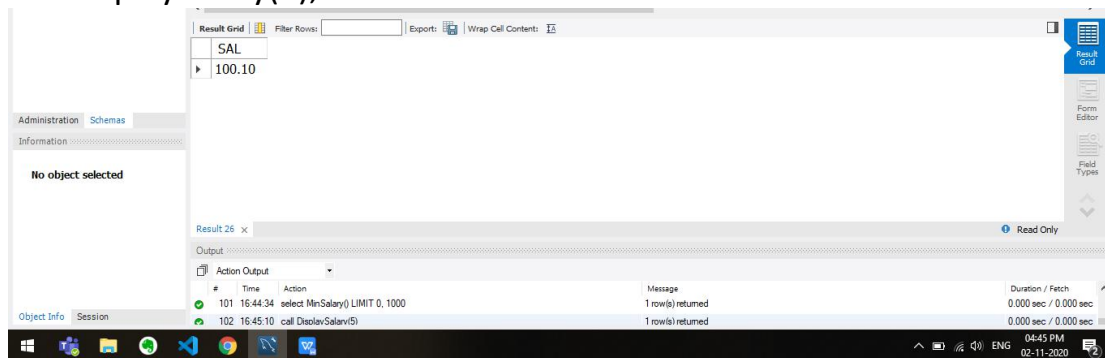 Result Grid Filter Rows: Export: Wrap Cell Content: IA
SAL
100.10
Result
Grid
Form
Editor
Field
Types
Administration Schemas
Information
No object selected
Result 26 ×
Read Only
Output
Action Output
# Time Action Message Duration / Fetch
101 16:44:34 select MinSalary() LIMIT 0, 1000 1 row(s) returned 0.000 sec / 0.000 sec
102 16:45:10 call DisplaySalary(5) 1 row(s) returned 0.000 sec / 0.000 sec
Object Info Session
ENG 04:45 PM
02-11-2020
2